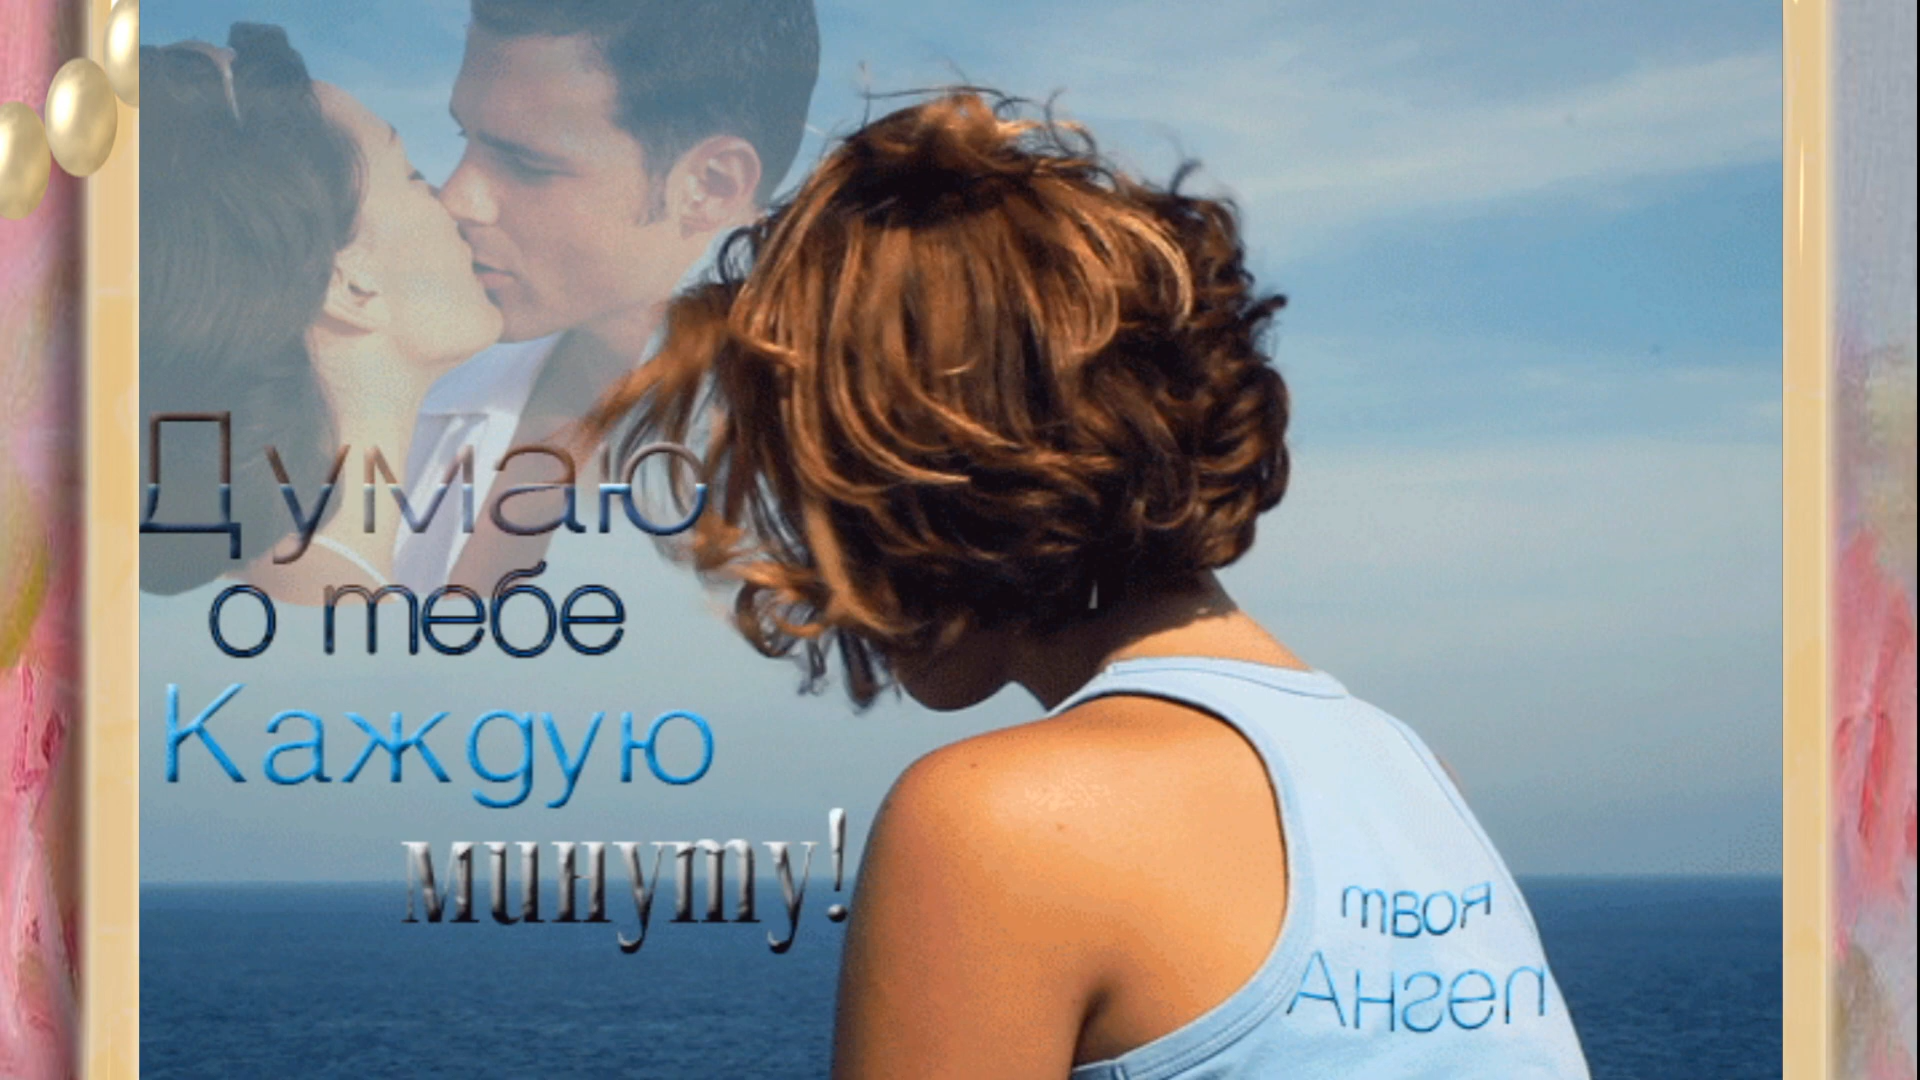 Думаю
о тебе
Каждую
минуту!
твоя
Ангел